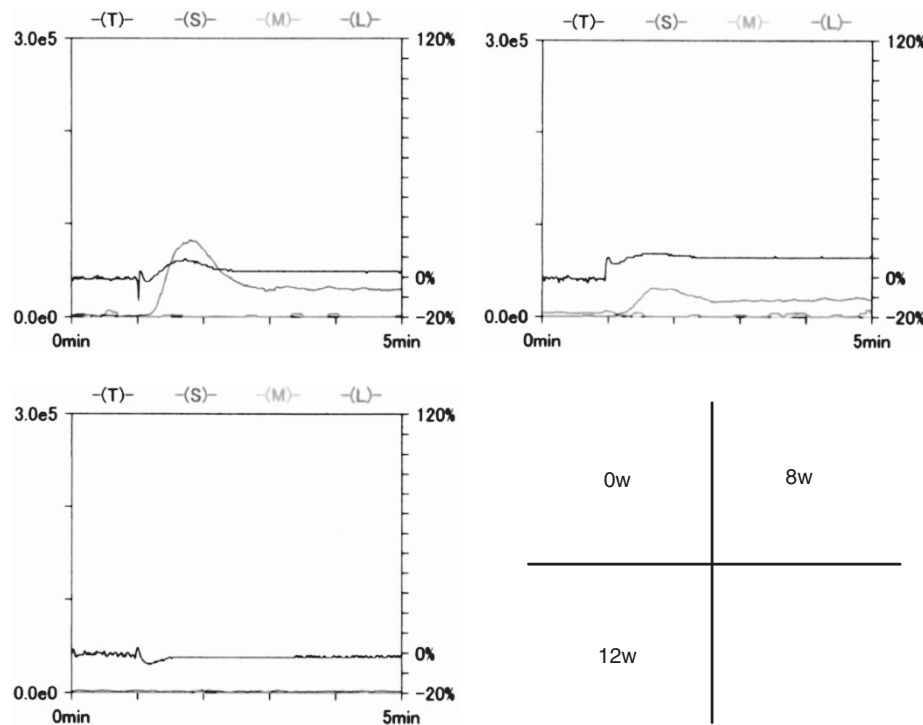 -(T)- -(S)- -(M)- -(L)-
3.0e5 120%
0%
0.0e0 -20%
0min 5min
-(T)- -(S)- -(M)- -(L)-
3.0e5 120%
0%
0.0e0 -20%
0min 5min
-(T)- -(S)- -(M)- -(L)-
3.0e5 120%
0%
0.0e0 -20%
0min 5min
0w 8w
12w